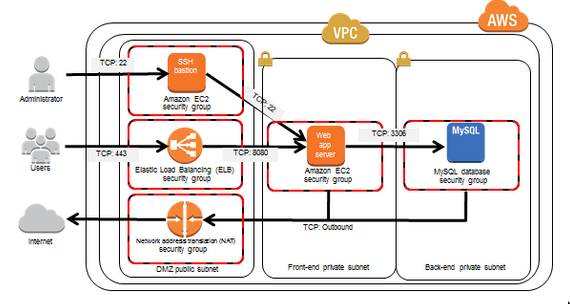 AWS
VPC
TCP: 22
SSH
bastion
Amazon EC2
security group
Administrator
TCP: 22
Web
app
server
Amazon EC2
security group
TCP: 3306
MySQL
MySQL database
security group
Users
TCP: 443
Elastic Load Balancing (ELB)
security group
TCP: 8080
TCP: Outbound
Internet
Network address translation (NAT)
security group
DMZ public subnet
Front-end private subnet
Back-end private subnet